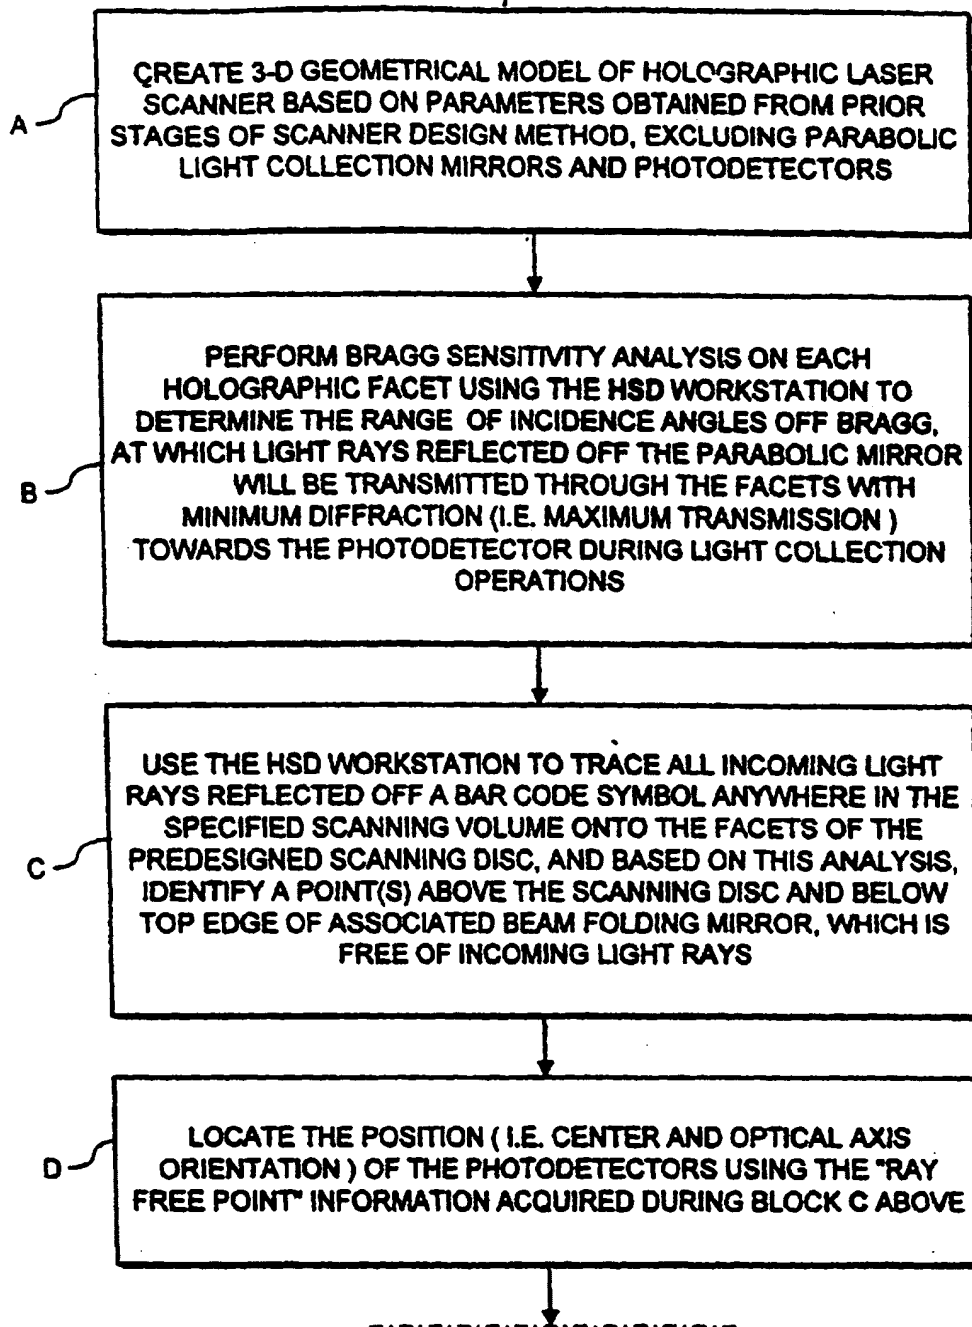 CREATE 3-D GEOMETRICAL MODEL OF HOLOGRAPHIC LASER
SCANNER BASED ON PARAMETERS OBTAINED FROM PRIOR
STAGES OF SCANNER DESIGN METHOD, EXCLUDING PARABOLIC
LIGHT COLLECTION MIRRORS AND PHOTODETECTORS
A
PERFORM BRAGG SENSITIVITY ANALYSIS ON EACH
HOLOGRAPHIC FACET USING THE HSD WORKSTATION TO
DETERMINE THE RANGE OF INCIDENCE ANGLES OFF BRAGG,
AT WHICH LIGHT RAYS REFLECTED OFF THE PARABOLIC MIRROR
WILL BE TRANSMITTED THROUGH THE FACETS WITH
MINIMUM DIFFRACTION (I.E. MAXIMUM TRANSMISSION )
TOWARDS THE PHOTODETECTOR DURING LIGHT COLLECTION
OPERATIONS
B
USE THE HSD WORKSTATION TO TRACE ALL INCOMING LIGHT
RAYS REFLECTED OFF A BAR CODE SYMBOL ANYWHERE IN THE
SPECIFIED SCANNING VOLUME ONTO THE FACETS OF THE
PREDESIGNED SCANNING DISC, AND BASED ON THIS ANALYSIS,
IDENTIFY A POINT(S) ABOVE THE SCANNING DISC AND BELOW
TOP EDGE OF ASSOCIATED BEAM FOLDING MIRROR, WHICH IS
FREE OF INCOMING LIGHT RAYS
C
LOCATE THE POSITION ( I.E. CENTER AND OPTICAL AXIS
ORIENTATION ) OF THE PHOTODETECTORS USING THE "RAY
FREE POINT" INFORMATION ACQUIRED DURING BLOCK C ABOVE
D